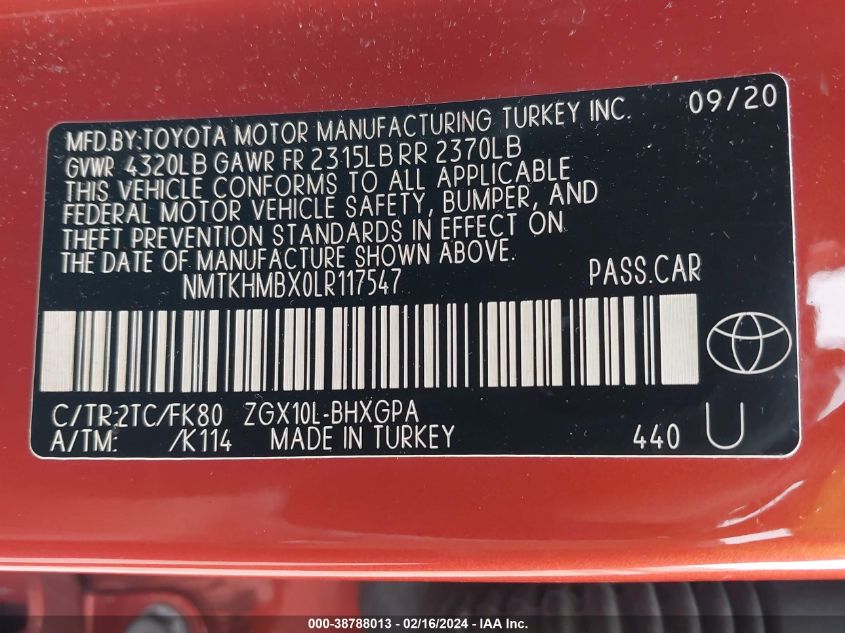 MFD.BY:TOYOTA MOTOR MANUFACTURING TURKEY INC. 09/20
GVWR 4320LB GAWR FR 2315LB RR 2370LB
THIS VEHICLE CONFORMS TO ALL APPLICABLE
FEDERAL MOTOR VEHICLE SAFETY, BUMPER, AND
THEFT PREVENTION STANDARDS IN EFFECT ON
THE DATE OF MANUFACTURE SHOWN ABOVE.
NMTKHMBX0LR117547 PASS.CAR
C/TR:2TC/FK80 ZGX10L-BHXGPA
A/TM: /K114 MADE IN TURKEY 440 U
000-38788013 - 02/16/2024 - IAA Inc.